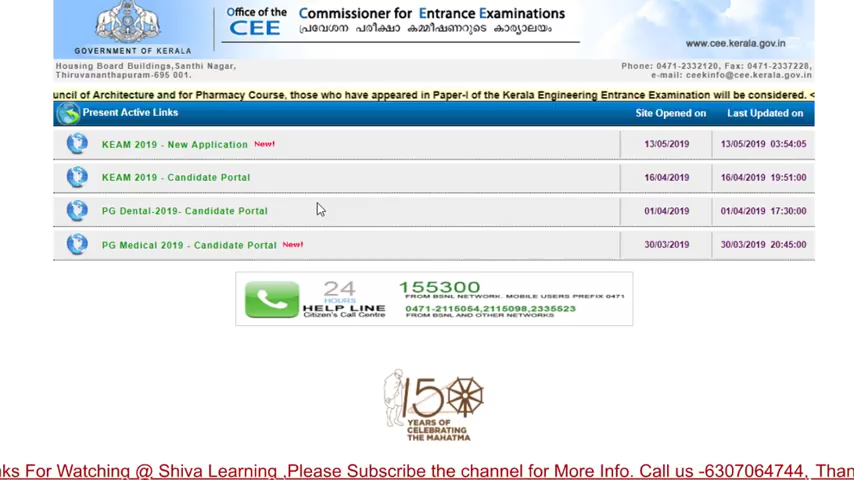 Office of the
CEE
Commissioner for Entrance Examinations
പ്രവേശന പരീക്ഷാ കമ്മീഷണറുടെ കാര്യാലയം
GOVERNMENT OF KERALA
www.cee.kerala.gov.in
Housing Board Buildings,Santhi Nagar,
Thiruvananthapuram-695 001.
Phone: 0471-2332120, Fax: 0471-2337228,
e-mail: ceekinfo@cee.kerala.gov.in
uncil of Architecture and for Pharmacy Course, those who have appeared in Paper-I of the Kerala Engineering Entrance Examination will be considered. <
Present Active Links Site Opened on Last Updated on
KEAM 2019 - New Application New! 13/05/2019 13/05/2019 03:54:05
KEAM 2019 - Candidate Portal 16/04/2019 16/04/2019 19:51:00
PG Dental-2019- Candidate Portal 01/04/2019 01/04/2019 17:30:00
PG Medical 2019 - Candidate Portal New! 30/03/2019 30/03/2019 20:45:00
24 HOURS HELP LINE
Citizen's Call Centre
155300
FROM BSNL NETWORK. MOBILE USERS PREFIX 0471
0471-2115054,2115098,2335523
FROM BSNL AND OTHER NETWORKS
150
YEARS OF
CELEBRATING
THE MAHATMA
nks For Watching @ Shiva Learning ,Please Subscribe the channel for More Info. Call us -6307064744, Than